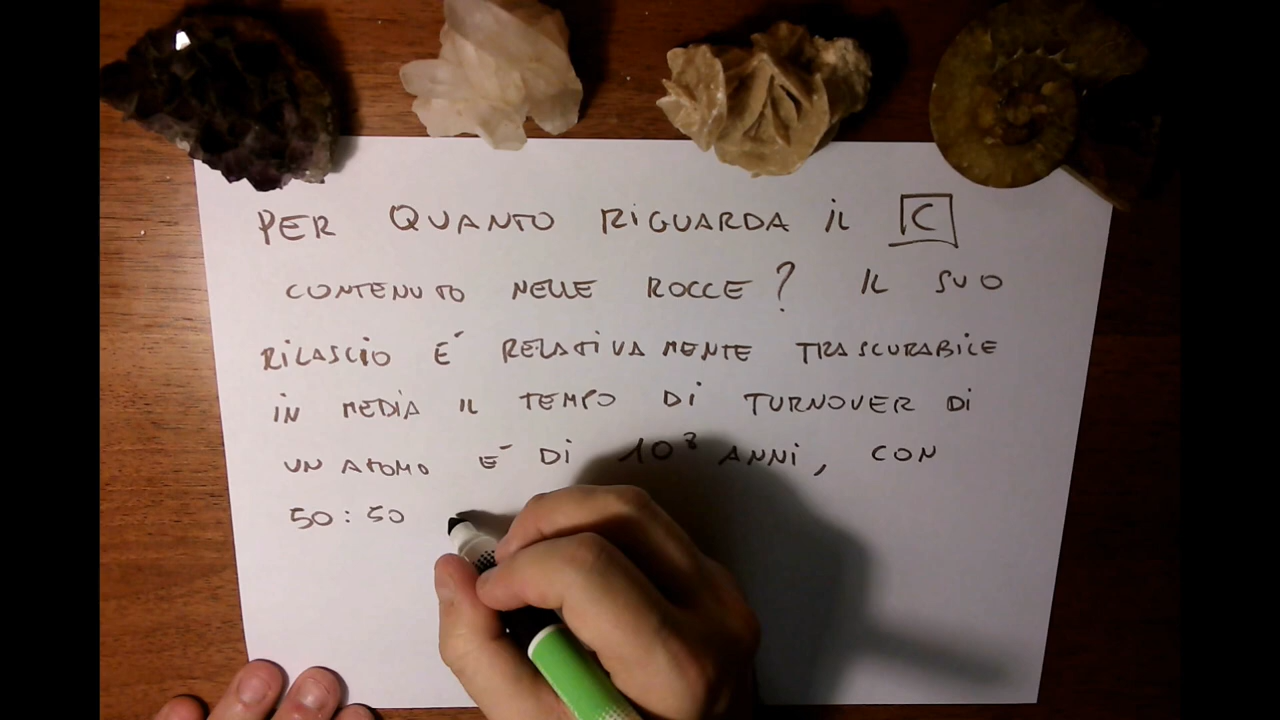 PER QUANTO RIGUARDA IL C
CONTENUTO NELLE ROCCE? IL SUO
RILASCIO E' RELATIVAMENTE TRASCURABILE
IN MEDIA IL TEMPO DI TURNOVER DI
UN ATOMO E' DI 10⁸ ANNI, CON
50:50